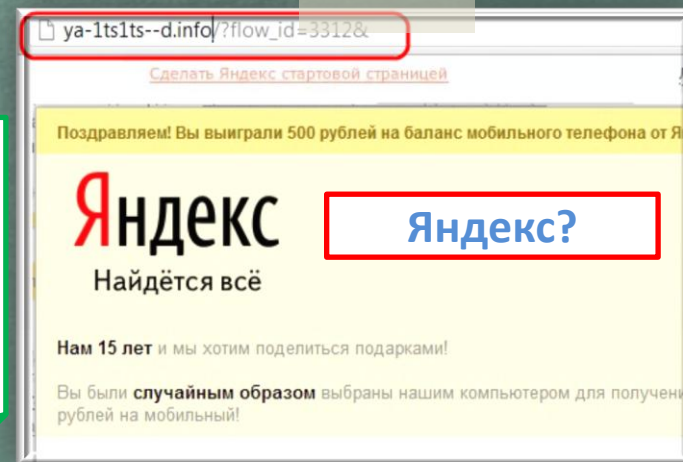 ya-1ts1ts--d.info/?flow_id=3312&
Сделать Яндекс стартовой страницей
Поздравляем! Вы выиграли 500 рублей на баланс мобильного телефона от Я
Яндекс
Яндекс?
Найдётся всё
Нам 15 лет и мы хотим поделиться подарками!
Вы были случайным образом выбраны нашим компьютером для получени
рублей на мобильный!